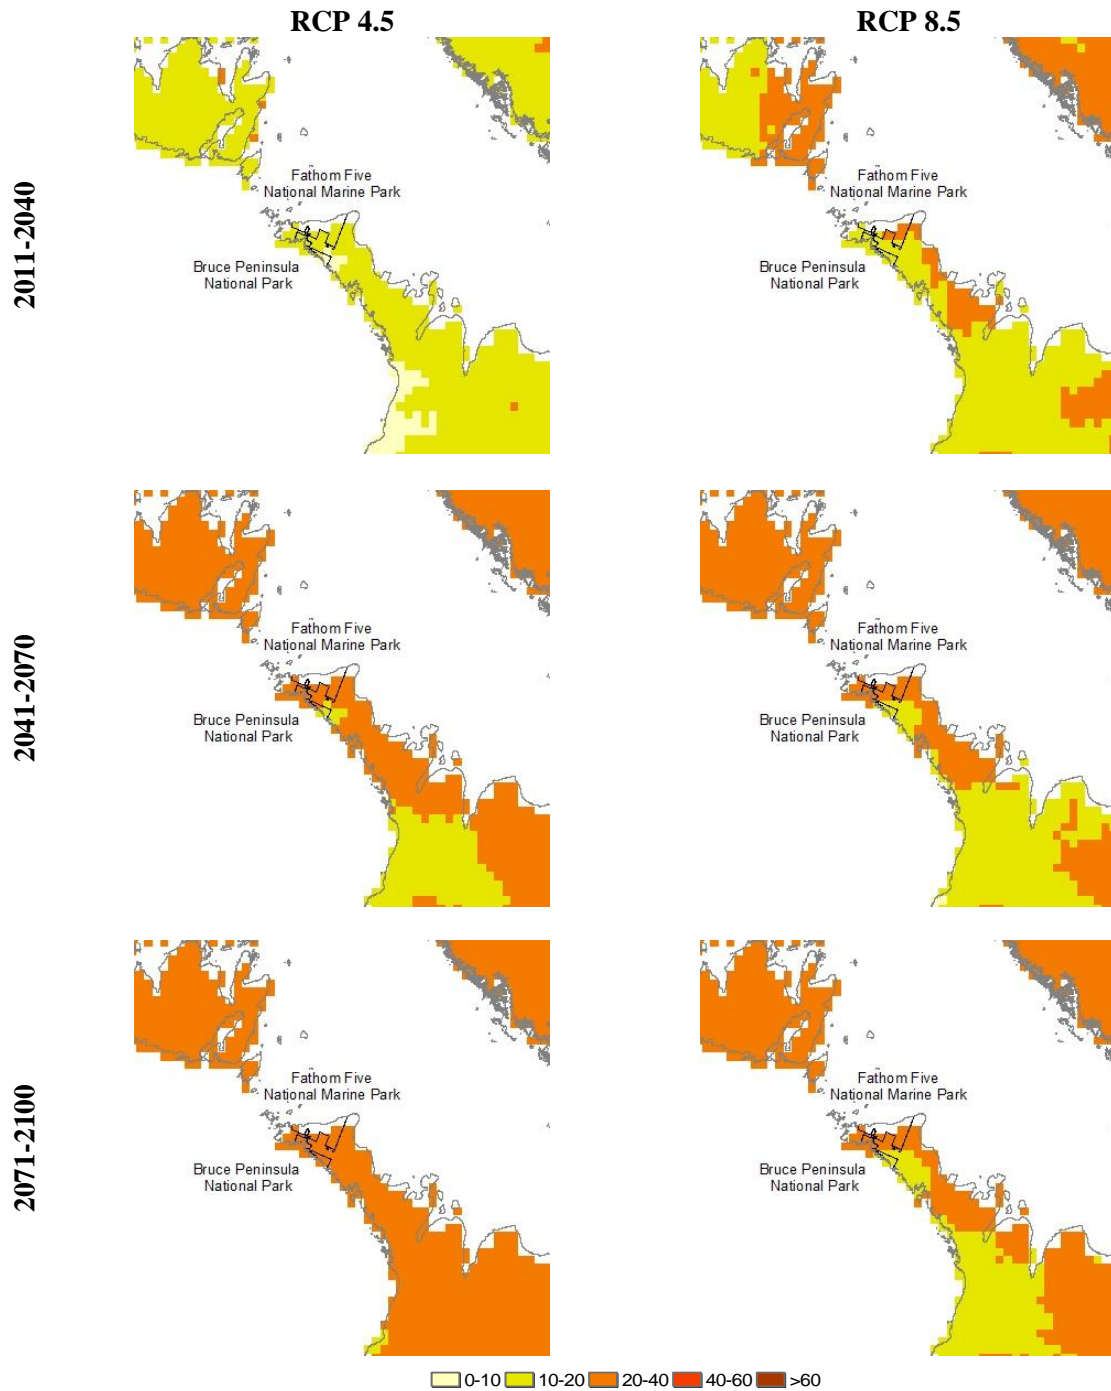 RCP 4.5
RCP 8.5
2011-2040
Fathom Five
National Marine Park
Bruce Peninsula
National Park
Fathom Five
National Marine Park
Bruce Peninsula
National Park
2041-2070
Fathom Five
National Marine Park
Bruce Peninsula
National Park
Fathom Five
National Marine Park
Bruce Peninsula
National Park
2071-2100
Fathom Five
National Marine Park
Bruce Peninsula
National Park
Fathom Five
National Marine Park
Bruce Peninsula
National Park
0-10 10-20 20-40 40-60 >60